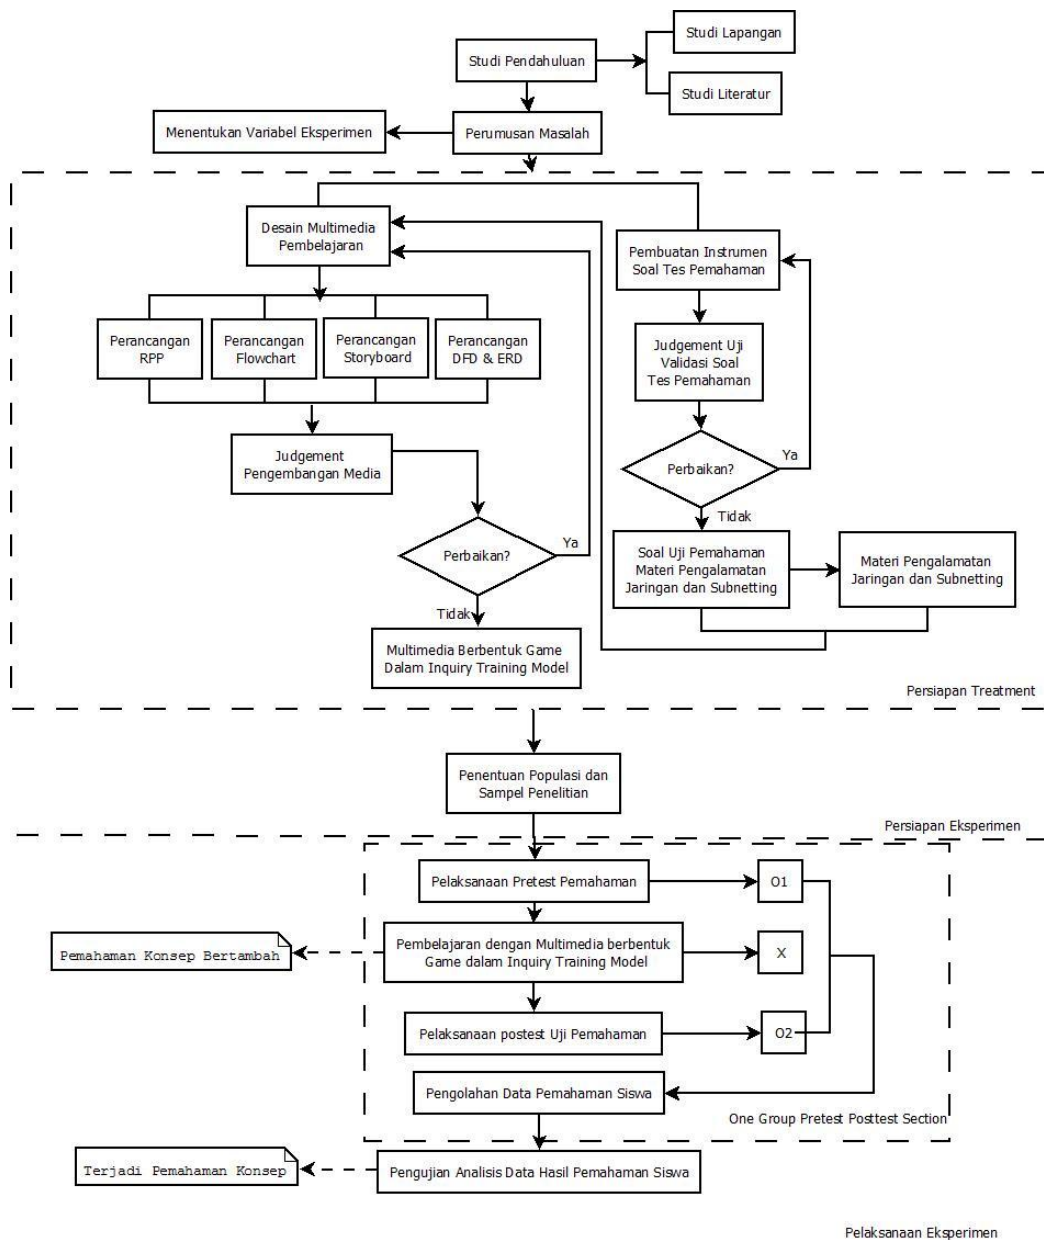 Studi Lapangan
Studi Pendahuluan
Studi Literatur
Menentukan Variabel Eksperimen
Perumusan Masalah
Desain Multimedia
Pembelajaran
Pembuatan Instrumen
Soal Tes Pemahaman
Perancangan
RPP
Perancangan
Flowchart
Perancangan
Storyboard
Perancangan
DFD & ERD
Judgement Uji
Validasi Soal
Tes Pemahaman
Judgement
Pengembangan Media
Perbaikan?
Ya
Tidak
Perbaikan?
Ya
Tidak
Soal Uji Pemahaman
Materi Pengalamatan
Jaringan dan Subnetting
Materi Pengalamatan
Jaringan dan Subnetting
Multimedia Berbentuk Game
Dalam Inquiry Training Model
Persiapan Treatment
Penentuan Populasi dan
Sampel Penelitian
Persiapan Eksperimen
Pelaksanaan Pretest Pemahaman
O1
Pemahaman Konsep Bertambah
Pembelajaran dengan Multimedia berbentuk
Game dalam Inquiry Training Model
X
Pelaksanaan postest Uji Pemahaman
O2
Pengolahan Data Pemahaman Siswa
One Group Pretest Posttest Section
Terjadi Pemahaman Konsep
Pengujian Analisis Data Hasil Pemahaman Siswa
Pelaksanaan Eksperimen